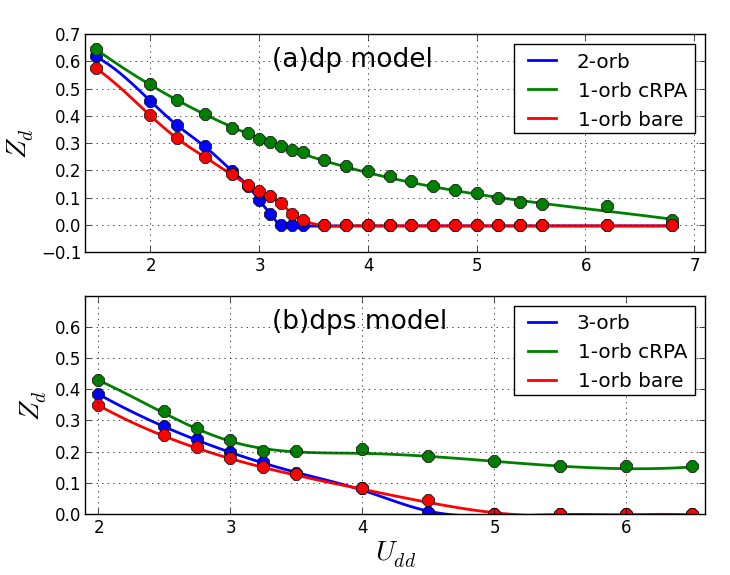 (a)dp model
2-orb
1-orb cRPA
1-orb bare
Z_d
0.7
0.6
0.5
0.4
0.3
0.2
0.1
0.0
−0.1
2 3 4 5 6 7
(b)dps model
3-orb
1-orb cRPA
1-orb bare
Z_d
0.6
0.5
0.4
0.3
0.2
0.1
0.0
2 3 4 5 6
U_dd